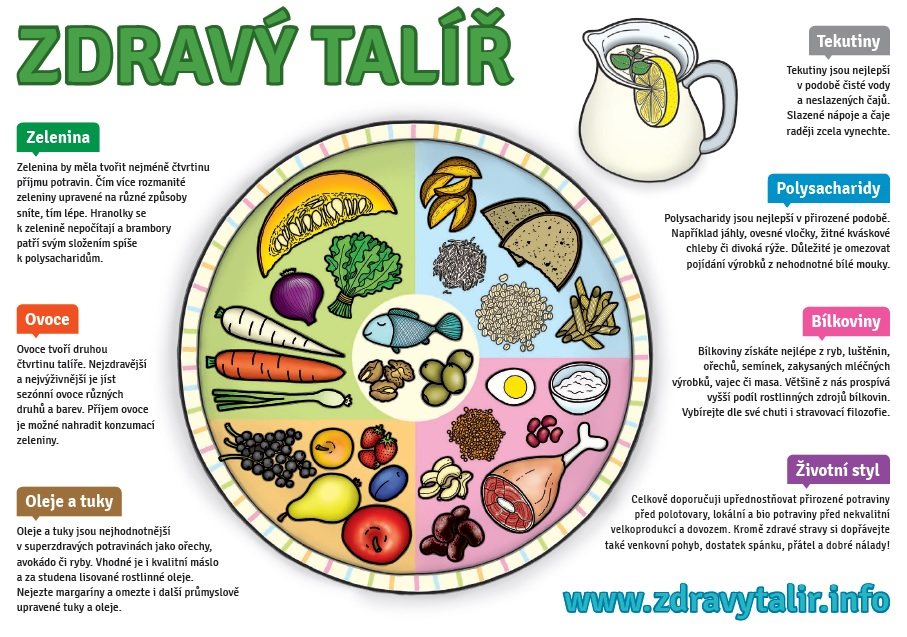 ZDRAVÝ TALÍŘ
Zelenina
Zelenina by měla tvořit nejméně čtvrtinu
příjmu potravin. Čím více rozmanité
zeleniny upravené na různé způsoby
sníte, tím lépe. Hranolky se
k zelenině nepočítají a brambory
patří svým složením spíše
k polysacharidům.
Ovoce
Ovoce tvoří druhou
čtvrtinu talíře. Nejzdravější
a nejvýživnější je jíst
sezónní ovoce různých
druhů a barev. Příjem ovoce
je možné nahradit konzumací
zeleniny.
Oleje a tuky
Oleje a tuky jsou nejhodnotnější
v superzdravých potravinách jako ořechy,
avokádo či ryby. Vhodné je i kvalitní máslo
a za studena lisované rostlinné oleje.
Nejezte margaríny a omezte i další průmyslově
upravené tuky a oleje.
Tekutiny
Tekutiny jsou nejlepší
v podobě čisté vody
a neslazených čajů.
Slazené nápoje a čaje
raději zcela vynechte.
Polysacharidy
Polysacharidy jsou nejlepší v přirozené podobě.
Například jáhly, ovesné vločky, žitné kváskové
chleby či divoká rýže. Důležité je omezovat
pojídání výrobků z nehodnotné bílé mouky.
Bílkoviny
Bílkoviny získáte nejlépe z ryb, luštěnin,
ořechů, semínek, zakysaných mléčných
výrobků, vajec či masa. Většině z nás prospívá
vyšší podíl rostlinných zdrojů bílkovin.
Vybírejte dle své chuti i stravovací filozofie.
Životní styl
Celkově doporučuji upřednostňovat přirozené potraviny
před polotovary, lokální a bio potraviny před nekvalitní
velkoprodukcí a dovozem. Kromě zdravé stravy si dopřávejte
také venkovní pohyb, dostatek spánku, přátel a dobré nálady!
www.zdravytalir.info